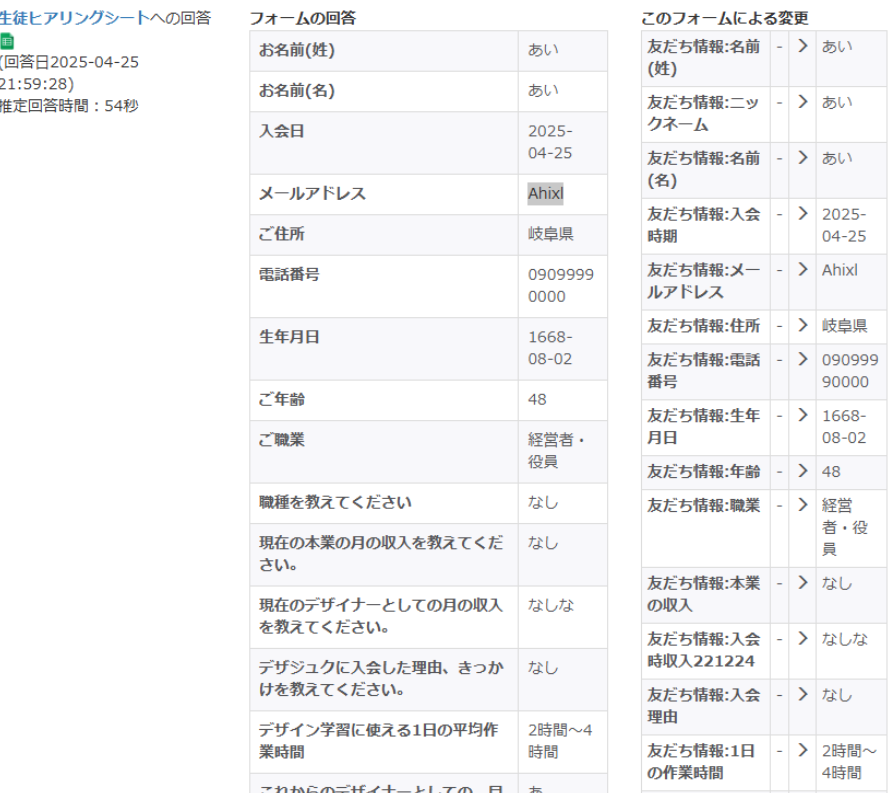 生徒ヒアリングシートへの回答
(回答日2025-04-25
21:59:28)
推定回答時間：54秒
フォームの回答
お名前(姓) あい
お名前(名) あい
入会日 2025-
04-25
メールアドレス Ahixl
ご住所 岐阜県
電話番号 0909999
0000
生年月日 1668-
08-02
ご年齢 48
ご職業 経営者・
役員
職種を教えてください なし
現在の本業の月の収入を教えてくだ なし
さい。
現在のデザイナーとしての月の収入 なしな
を教えてください。
デザジュクに入会した理由、きっか なし
けを教えてください。
デザイン学習に使える1日の平均作 2時間～4
業時間 時間
これからのデザイナーとしての、目 あ
このフォームによる変更
友だち情報:名前 - > あい
(姓)
友だち情報:ニッ - > あい
クネーム
友だち情報:名前 - > あい
(名)
友だち情報:入会 - > 2025-
時期 04-25
友だち情報:メー - > Ahixl
ルアドレス
友だち情報:住所 - > 岐阜県
友だち情報:電話 - > 090999
番号 90000
友だち情報:生年 - > 1668-
月日 08-02
友だち情報:年齢 - > 48
友だち情報:職業 - > 経営
者・役
員
友だち情報:本業 - > なし
の収入
友だち情報:入会 - > なしな
時収入221224
友だち情報:入会 - > なし
理由
友だち情報:1日 - > 2時間～
の作業時間 4時間